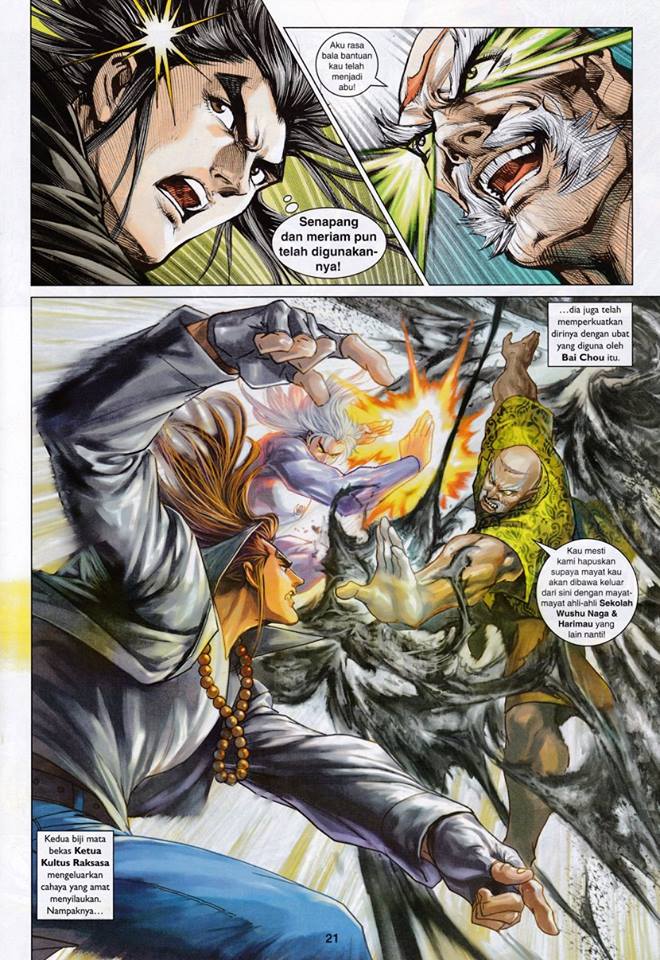 Aku rasa
bala bantuan
kau telah
menjadi
abu!
Senapang
dan meriam pun
telah digunakan-
nya!
Kedua biji mata
bekas Ketua
Kultus Raksasa
mengeluarkan
cahaya yang amat
menyilaukan.
Nampaknya...
...dia juga telah
memperkuatkan
dirinya dengan ubat
yang diguna oleh
Bai Chou itu.
Kau mesti
kami hapuskan
supaya mayat kau
akan dibawa keluar
dari sini dengan mayat-
mayat ahli-ahli Sekolah
Wushu Naga &
Harimau yang
lain nanti!
21